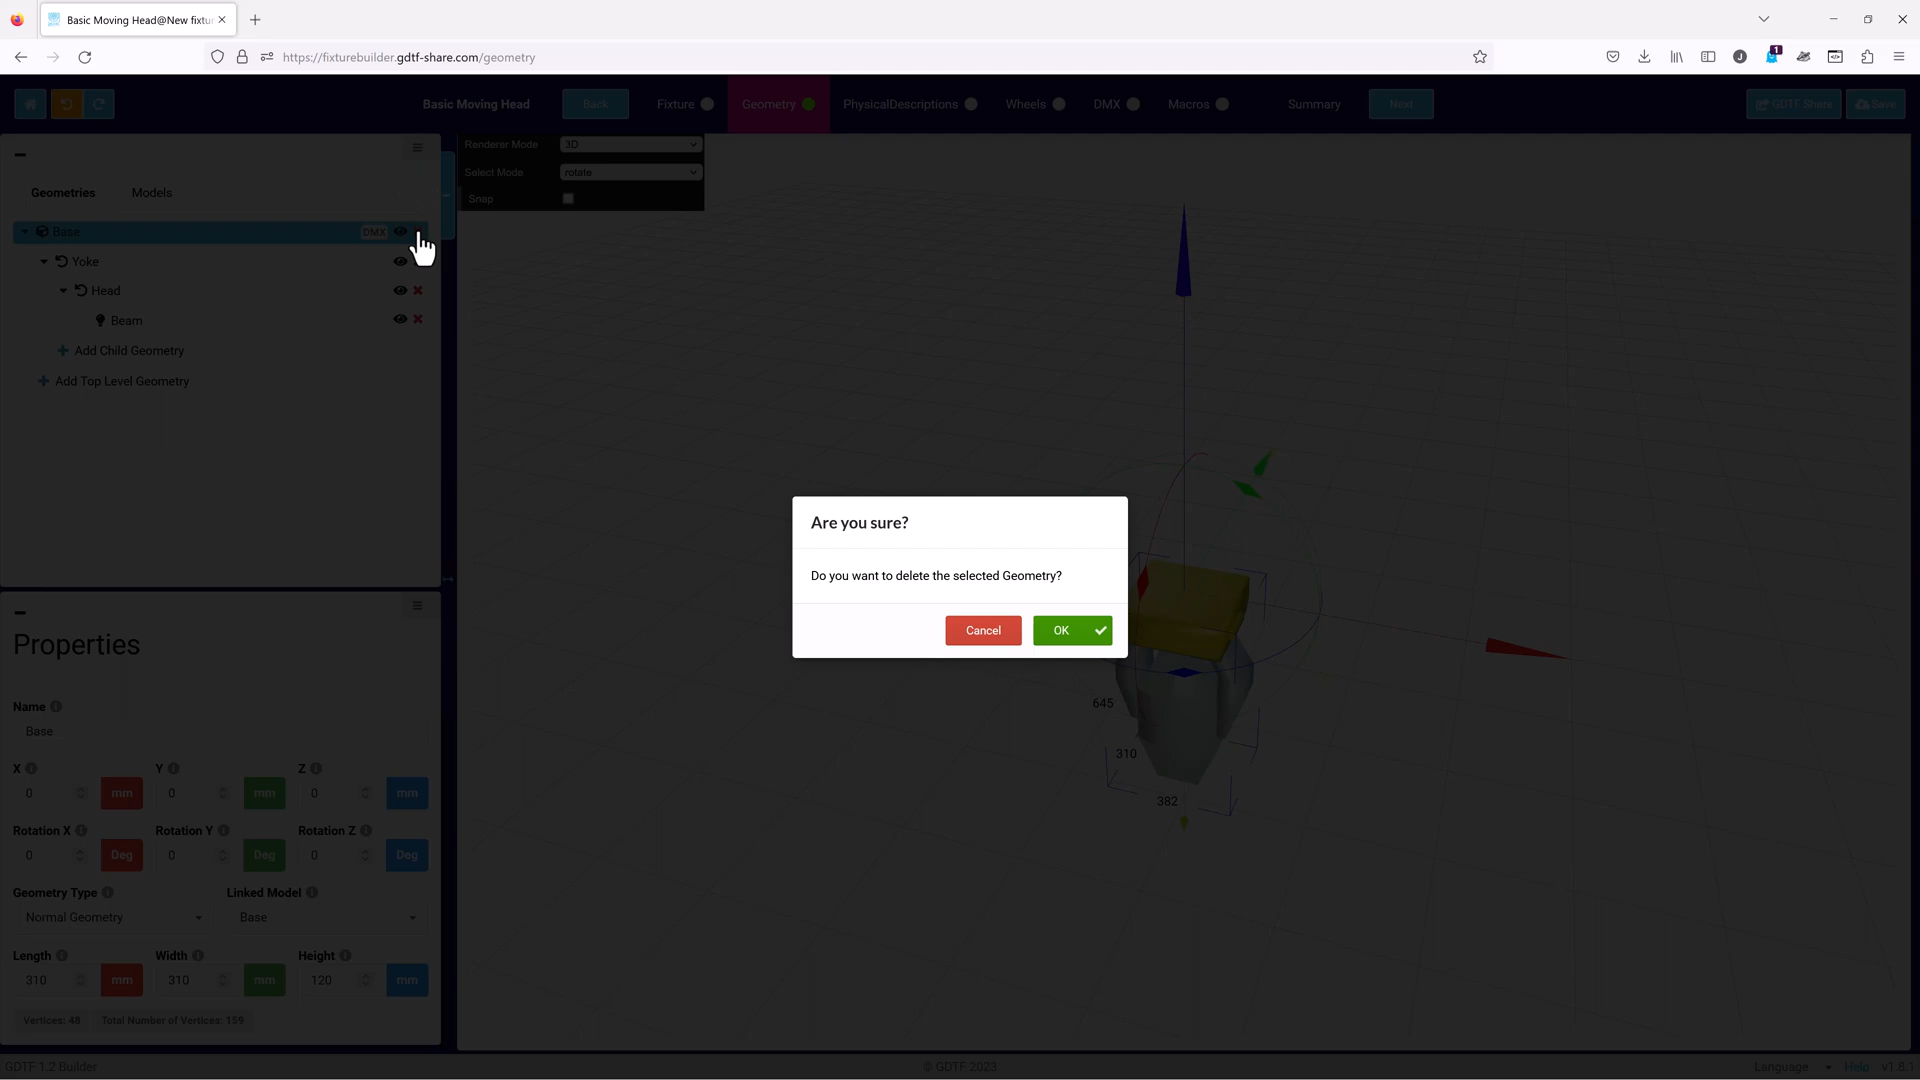 Basic Moving Head@New fixtur
https://fixturebuilder.gdtf-share.com/geometry
J
1
Basic Moving Head
Back
Fixture
Geometry
PhysicalDescriptions
Wheels
DMX
Macros
Summary
Next
GDTF Share
Save
Renderer Mode
3D
Select Mode
rotate
Snap
Geometries
Models
Base
DMX
Yoke
Head
Beam
Add Child Geometry
Add Top Level Geometry
Are you sure?
Do you want to delete the selected Geometry?
Cancel
OK
645
310
382
Properties
Name
Base
X Y Z
0 mm 0 mm 0 mm
Rotation X Rotation Y Rotation Z
0 Deg 0 Deg 0 Deg
Geometry Type Linked Model
Normal Geometry Base
Length Width Height
310 mm 310 mm 120 mm
Vertices: 48 Total Number of Vertices: 159
GDTF 1.2 Builder
© GDTF 2023
Language
Help
v1.8.1